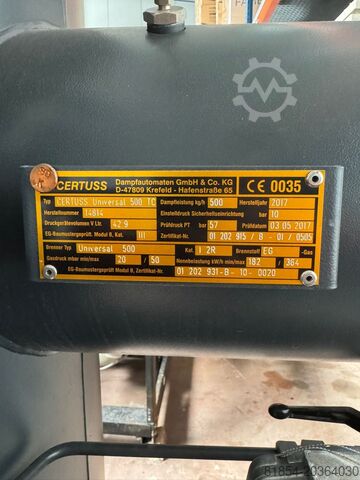 CERTUSS Dampfautomaten GmbH & Co. KG CE 0035
D-47809 Krefeld - Hafenstraße 65
Typ CERTUSS Universal 500 TC Dampfleistung kg/h 500 Herstelljahr 2017
Herstellnummer 14814 Einstelldruck Sicherheitseinrichtung bar 10
Druckgerätevolumen V Ltr. 42.9 Prüfdruck PT bar 57 Prüfdatum 03 05 2017
EG-Baumustergeprüft Modul B, Kat. III Zertifikat-Nr. 01 202 915 / B - 01 / 0505
Brenner Typ Universal 500 Kat. I 2R Brennstoff EG -Gas
Gasdruck mbar min/max 20 / 50 Nennbelastung kW/h min/max 182 / 364
EG-Baumustergeprüft Modul B, Zertifikat-Nr. 01 202 931-B - 10 - 0020
81854-20364030